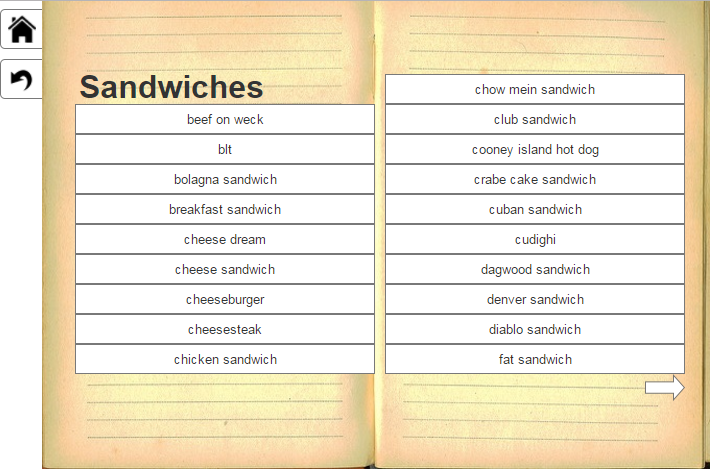 Sandwiches
beef on weck
blt
bolagna sandwich
breakfast sandwich
cheese dream
cheese sandwich
cheeseburger
cheesesteak
chicken sandwich
chow mein sandwich
club sandwich
cooney island hot dog
crabe cake sandwich
cuban sandwich
cudighi
dagwood sandwich
denver sandwich
diablo sandwich
fat sandwich